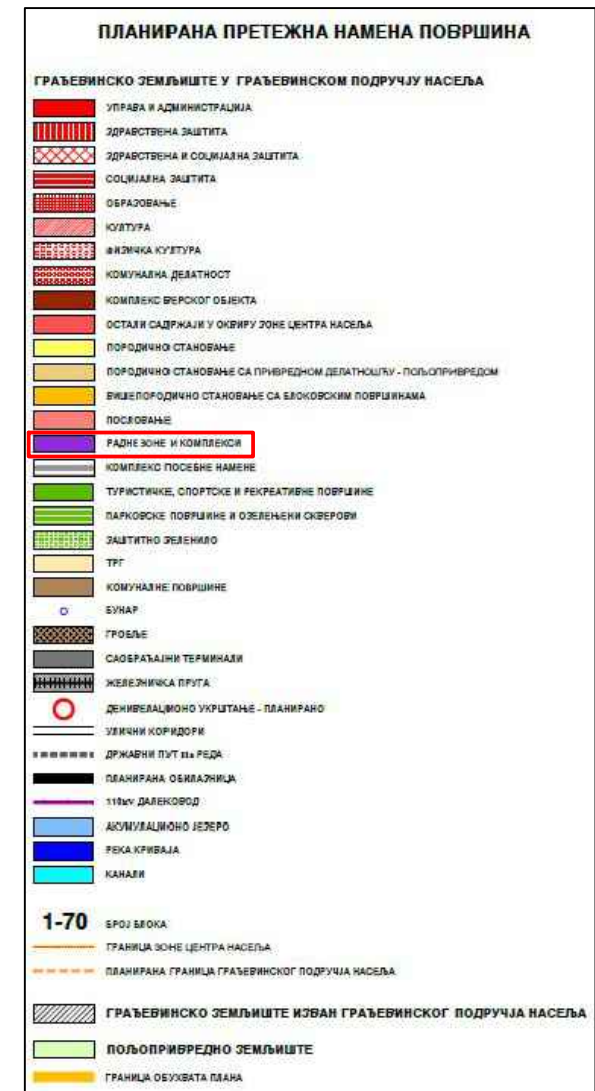 ПЛАНИРАНА ПРЕТЕЖНА НАМЕНА ПОВРШИНА
ГРАЂЕВИНСКО ЗЕМЉИШТЕ У ГРАЂЕВИНСКОМ ПОДРУЧЈУ НАСЕЉА
УПРАВА И АДМИНИСТРАЦИЈА
ЗДРАВСТВЕНА ЗАШТИТА
ЗДРАВСТВЕНА И СОЦИЈАЛНА ЗАШТИТА
СОЦИЈАЛНА ЗАШТИТА
ОБРАЗОВАЊЕ
КУЛТУРА
ФИЗИЧКА КУЛТУРА
КОМУНАЛНА ДЕЛАТНОСТ
КОМПЛЕКС ВЕРСКОГ ОБЈЕКТА
ОСТАЛИ САДРЖАЈИ У ОКВИРУ ЗОНЕ ЦЕНТРА НАСЕЉА
ПОРОДИЧНО СТАНОВАЊЕ
ПОРОДИЧНО СТАНОВАЊЕ СА ПРИВРЕДНОМ ДЕЛАТНОШЋУ - ПОЉОПРИВРЕДОМ
ВИШЕПОРОДИЧНО СТАНОВАЊЕ СА БЛОКОВСКИМ ПОВРШИНАМА
ПОСЛОВАЊЕ
РАДНЕ ЗОНЕ И КОМПЛЕКСИ
КОМПЛЕКС ПОСЕБНЕ НАМЕНЕ
ТУРИСТИЧКЕ, СПОРТСКЕ И РЕКРЕАТИВНЕ ПОВРШИНЕ
ПАРКОВСКЕ ПОВРШИНЕ И ОЗЕЛЕЊЕНИ СКВЕРОВИ
ЗАШТИТНО ЗЕЛЕНИЛО
ТРГ
КОМУНАЛНЕ ПОВРШИНЕ
БУНАР
ГРОБЉЕ
САОБРАЋАЈНИ ТЕРМИНАЛИ
ЖЕЛЕЗНИЧКА ПРУГА
ДЕНИВЕЛАЦИОНО УКРШТАЊЕ - ПЛАНИРАНО
УЛИЧНИ КОРИДОРИ
ДРЖАВНИ ПУТ IIа РЕДА
ПЛАНИРАНА ОБИЛАЗНИЦА
110kV ДАЛЕКОВОД
АКУМУЛАЦИОНО ЈЕЗЕРО
РЕКА КРИВАЈА
КАНАЛИ
1-70 БРОЈ БЛОКА
ГРАНИЦА ЗОНЕ ЦЕНТРА НАСЕЉА
ПЛАНИРАНА ГРАНИЦА ГРАЂЕВИНСКОГ ПОДРУЧЈА НАСЕЉА
ГРАЂЕВИНСКО ЗЕМЉИШТЕ ИЗВАН ГРАЂЕВИНСКОГ ПОДРУЧЈА НАСЕЉА
ПОЉОПРИВРЕДНО ЗЕМЉИШТЕ
ГРАНИЦА ОБУХВАТА ПЛАНА